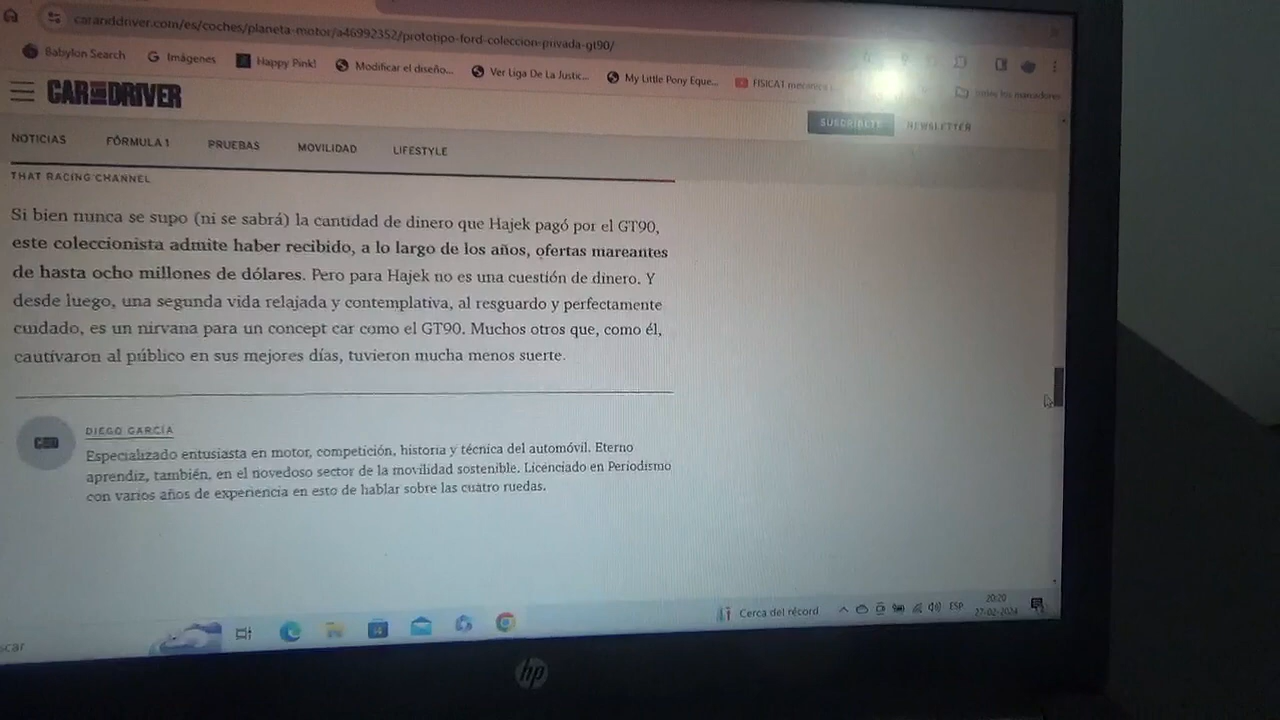 caranddriver.com/es/coches/planeta-motor/a46992352/prototipo-ford-coleccion-privada-gt90/
Babylon Search
Imágenes
Happy Pink!
Modificar el diseño...
Ver Liga De La Justic...
My Little Pony Eque...
FISICAT mecanica
Todos los marcadores
CAR AND DRIVER
SUSCRÍBETE
NEWSLETTER
NOTICIAS
FÓRMULA 1
PRUEBAS
MOVILIDAD
LIFESTYLE
THAT RACING CHANNEL
Si bien nunca se supo (ni se sabrá) la cantidad de dinero que Hajek pagó por el GT90,
este coleccionista admite haber recibido, a lo largo de los años, ofertas mareantes
de hasta ocho millones de dólares. Pero para Hajek no es una cuestión de dinero. Y
desde luego, una segunda vida relajada y contemplativa, al resguardo y perfectamente
cuidado, es un nirvana para un concept car como el GT90. Muchos otros que, como él,
cautivaron al público en sus mejores días, tuvieron mucha menos suerte.
DIEGO GARCÍA
Especializado entusiasta en motor, competición, historia y técnica del automóvil. Eterno
aprendiz, también, en el novedoso sector de la movilidad sostenible. Licenciado en Periodismo
con varios años de experiencia en esto de hablar sobre las cuatro ruedas.
scar
Cerca del récord
ESP
20:20
27-02-2024
hp